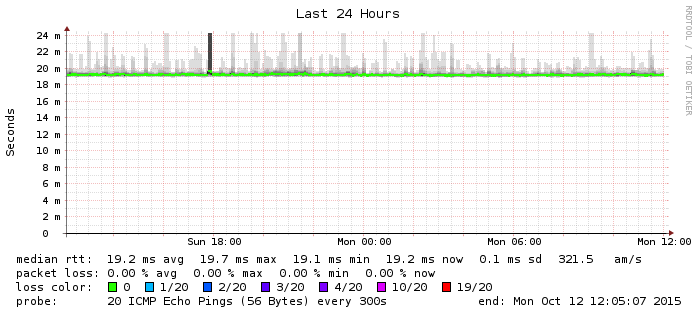 Last 24 Hours
RRDTOOL / TOBI OETIKER
Seconds
24 m
22 m
20 m
18 m
16 m
14 m
12 m
10 m
8 m
6 m
4 m
2 m
0
Sun 18:00 Mon 00:00 Mon 06:00 Mon 12:00
median rtt: 19.2 ms avg 19.7 ms max 19.1 ms min 19.2 ms now 0.1 ms sd 321.5 am/s
packet loss: 0.00 % avg 0.00 % max 0.00 % min 0.00 % now
loss color: 0 1/20 2/20 3/20 4/20 10/20 19/20
probe: 20 ICMP Echo Pings (56 Bytes) every 300s end: Mon Oct 12 12:05:07 2015